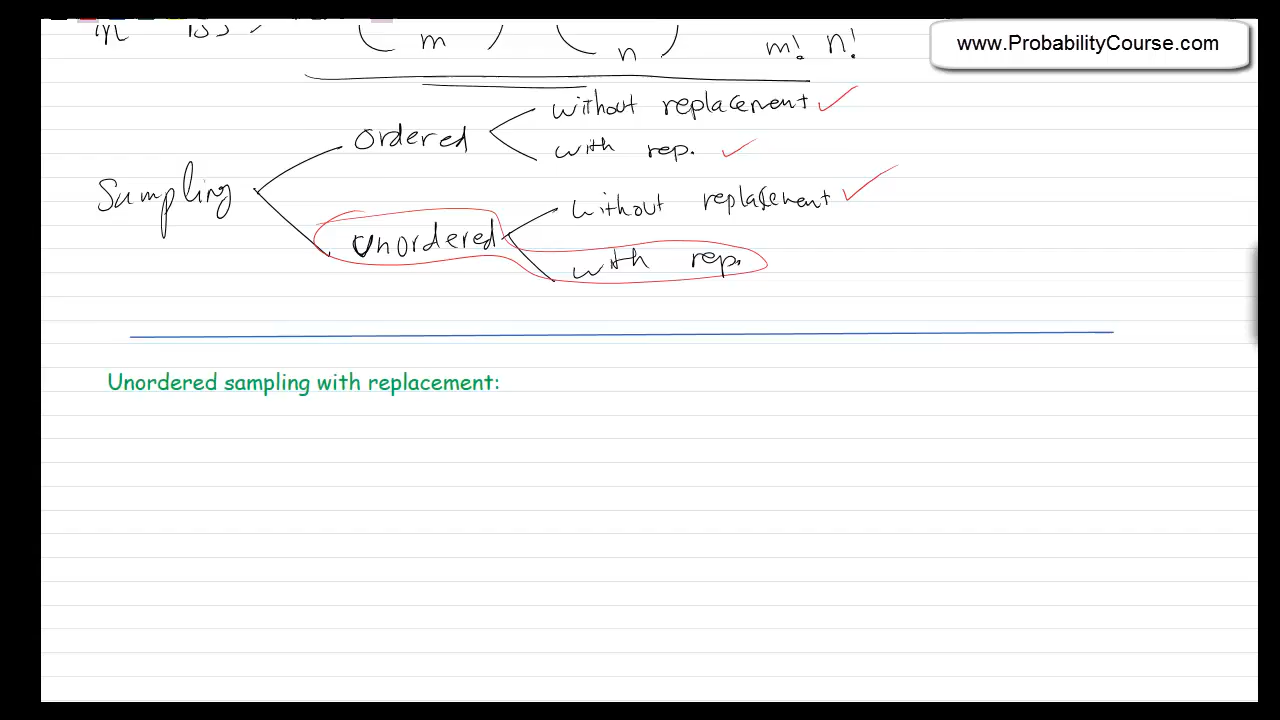 m n m! n!
www.ProbabilityCourse.com
without replacement
ordered
with rep.
Sampling
without replacement
unordered
with rep.
Unordered sampling with replacement: